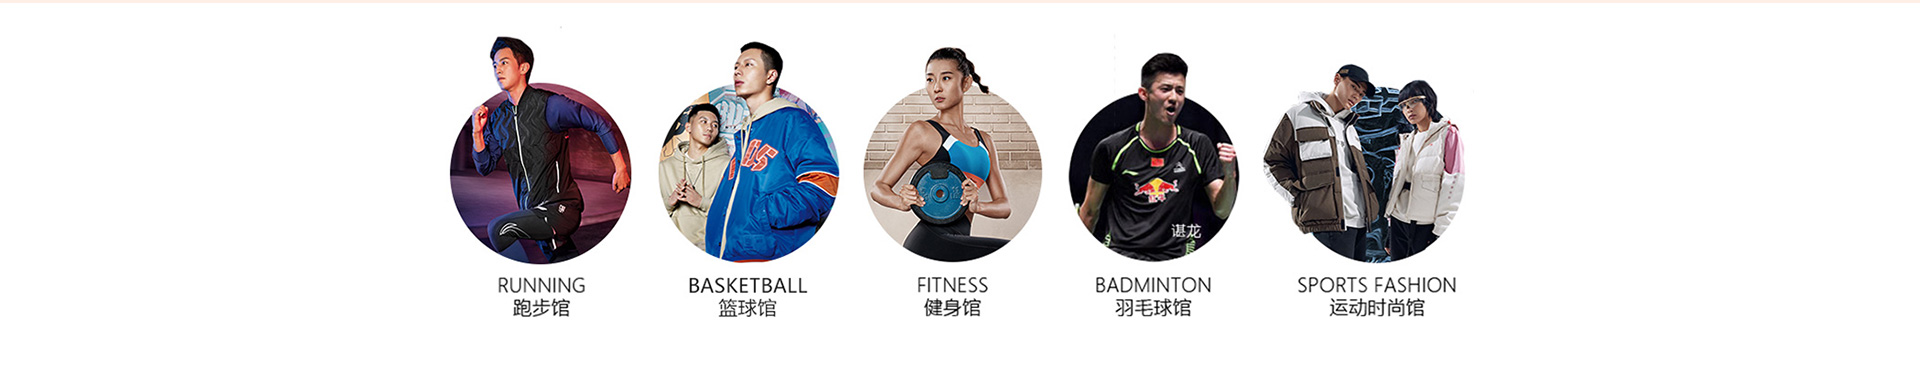 谌龙
RUNNING
跑步馆
BASKETBALL
篮球馆
FITNESS
健身馆
BADMINTON
羽毛球馆
SPORTS FASHION
运动时尚馆